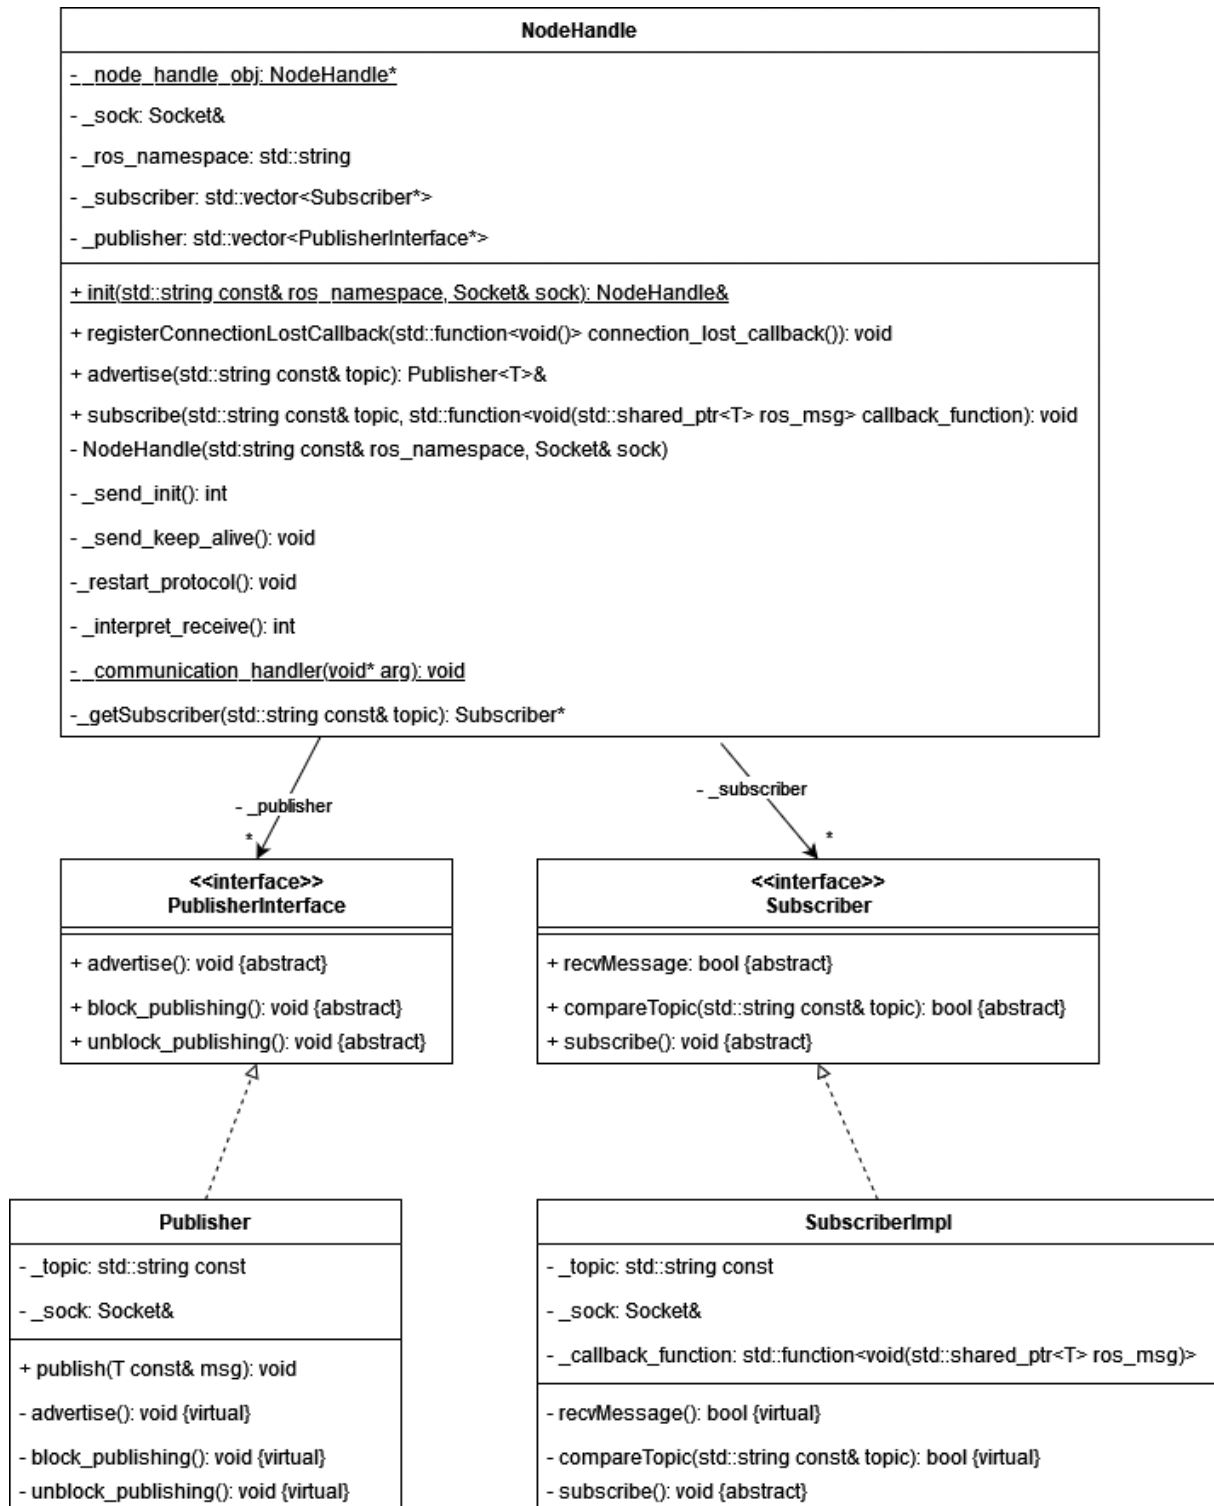 NodeHandle
- _node_handle_obj: NodeHandle*
- _sock: Socket&
- _ros_namespace: std::string
- _subscriber: std::vector<Subscriber*>
- _publisher: std::vector<PublisherInterface*>
+ init(std::string const& ros_namespace, Socket& sock): NodeHandle&
+ registerConnectionLostCallback(std::function<void()> connection_lost_callback()): void
+ advertise(std::string const& topic): Publisher<T>&
+ subscribe(std::string const& topic, std::function<void(std::shared_ptr<T> ros_msg> callback_function): void
- NodeHandle(std:string const& ros_namespace, Socket& sock)
- _send_init(): int
- _send_keep_alive(): void
-_restart_protocol(): void
- _interpret_receive(): int
- _communication_handler(void* arg): void
-_getSubscriber(std::string const& topic): Subscriber*
- _publisher
*
- _subscriber
*
<<interface>>
PublisherInterface
+ advertise(): void {abstract}
+ block_publishing(): void {abstract}
+ unblock_publishing(): void {abstract}
<<interface>>
Subscriber
+ recvMessage: bool {abstract}
+ compareTopic(std::string const& topic): bool {abstract}
+ subscribe(): void {abstract}
Publisher
- _topic: std::string const
- _sock: Socket&
+ publish(T const& msg): void
- advertise(): void {virtual}
- block_publishing(): void {virtual}
- unblock_publishing(): void {virtual}
SubscriberImpl
- _topic: std::string const
- _sock: Socket&
- _callback_function: std::function<void(std::shared_ptr<T> ros_msg)>
- recvMessage(): bool {virtual}
- compareTopic(std::string const& topic): bool {virtual}
- subscribe(): void {abstract}